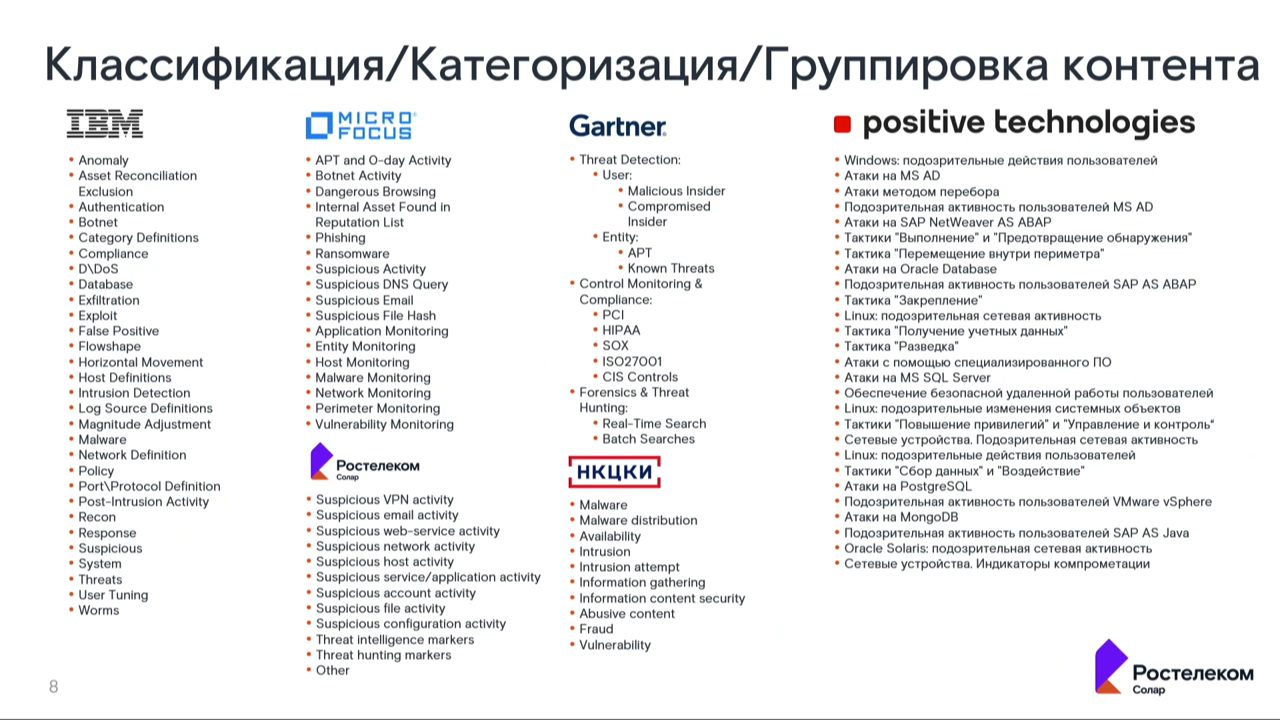 Классификация/Категоризация/Группировка контента
IBM
• Anomaly
• Asset Reconciliation
Exclusion
• Authentication
• Botnet
• Category Definitions
• Compliance
• D\DoS
• Database
• Exfiltration
• Exploit
• False Positive
• Flowshape
• Horizontal Movement
• Host Definitions
• Intrusion Detection
• Log Source Definitions
• Magnitude Adjustment
• Malware
• Network Definition
• Policy
• Port\Protocol Definition
• Post-Intrusion Activity
• Recon
• Response
• Suspicious
• System
• Threats
• User Tuning
• Worms
MICRO
FOCUS
• APT and 0-day Activity
• Botnet Activity
• Dangerous Browsing
• Internal Asset Found in
Reputation List
• Phishing
• Ransomware
• Suspicious Activity
• Suspicious DNS Query
• Suspicious Email
• Suspicious File Hash
• Application Monitoring
• Entity Monitoring
• Host Monitoring
• Malware Monitoring
• Network Monitoring
• Perimeter Monitoring
• Vulnerability Monitoring
Ростелеком
Солар
• Suspicious VPN activity
• Suspicious email activity
• Suspicious web-service activity
• Suspicious network activity
• Suspicious host activity
• Suspicious service/application activity
• Suspicious account activity
• Suspicious file activity
• Suspicious configuration activity
• Threat intelligence markers
• Threat hunting markers
• Other
Gartner
• Threat Detection:
• User:
• Malicious Insider
• Compromised
Insider
• Entity:
• APT
• Known Threats
• Control Monitoring &
Compliance:
• PCI
• HIPAA
• SOX
• ISO27001
• CIS Controls
• Forensics & Threat
Hunting:
• Real-Time Search
• Batch Searches
НКЦКИ
• Malware
• Malware distribution
• Availability
• Intrusion
• Intrusion attempt
• Information gathering
• Information content security
• Abusive content
• Fraud
• Vulnerability
positive technologies
• Windows: подозрительные действия пользователей
• Атаки на MS AD
• Атаки методом перебора
• Подозрительная активность пользователей MS AD
• Атаки на SAP NetWeaver AS ABAP
• Тактики "Выполнение" и "Предотвращение обнаружения"
• Тактика "Перемещение внутри периметра"
• Атаки на Oracle Database
• Подозрительная активность пользователей SAP AS ABAP
• Тактика "Закрепление"
• Linux: подозрительная сетевая активность
• Тактика "Получение учетных данных"
• Тактика "Разведка"
• Атаки с помощью специализированного ПО
• Атаки на MS SQL Server
• Обеспечение безопасной удаленной работы пользователей
• Linux: подозрительные изменения системных объектов
• Тактики "Повышение привилегий" и "Управление и контроль"
• Сетевые устройства. Подозрительная сетевая активность
• Linux: подозрительные действия пользователей
• Тактики "Сбор данных" и "Воздействие"
• Атаки на PostgreSQL
• Подозрительная активность пользователей VMware vSphere
• Атаки на MongoDB
• Подозрительная активность пользователей SAP AS Java
• Oracle Solaris: подозрительная сетевая активность
• Сетевые устройства. Индикаторы компрометации
8
Ростелеком
Солар